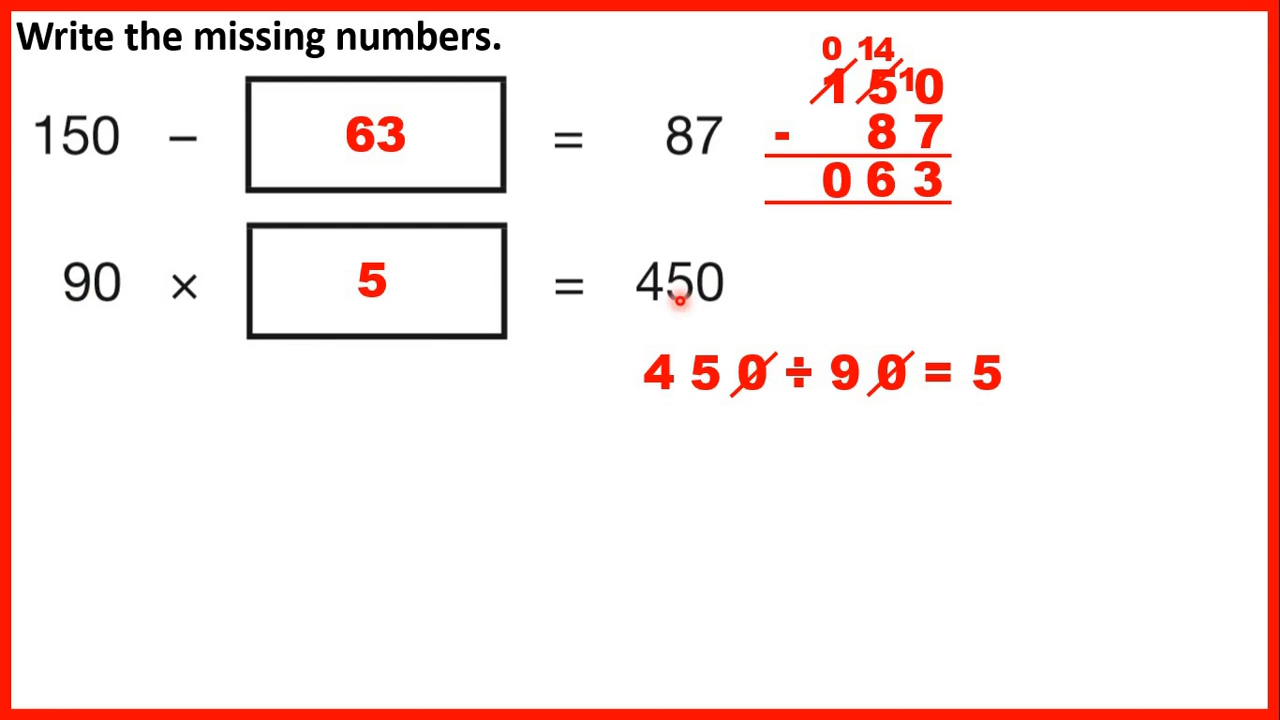 Write the missing numbers.
150 − 63 = 87
0 14
1 5 10
- 8 7
0 6 3
90 × 5 = 450
4 5 0 ÷ 9 0 = 5